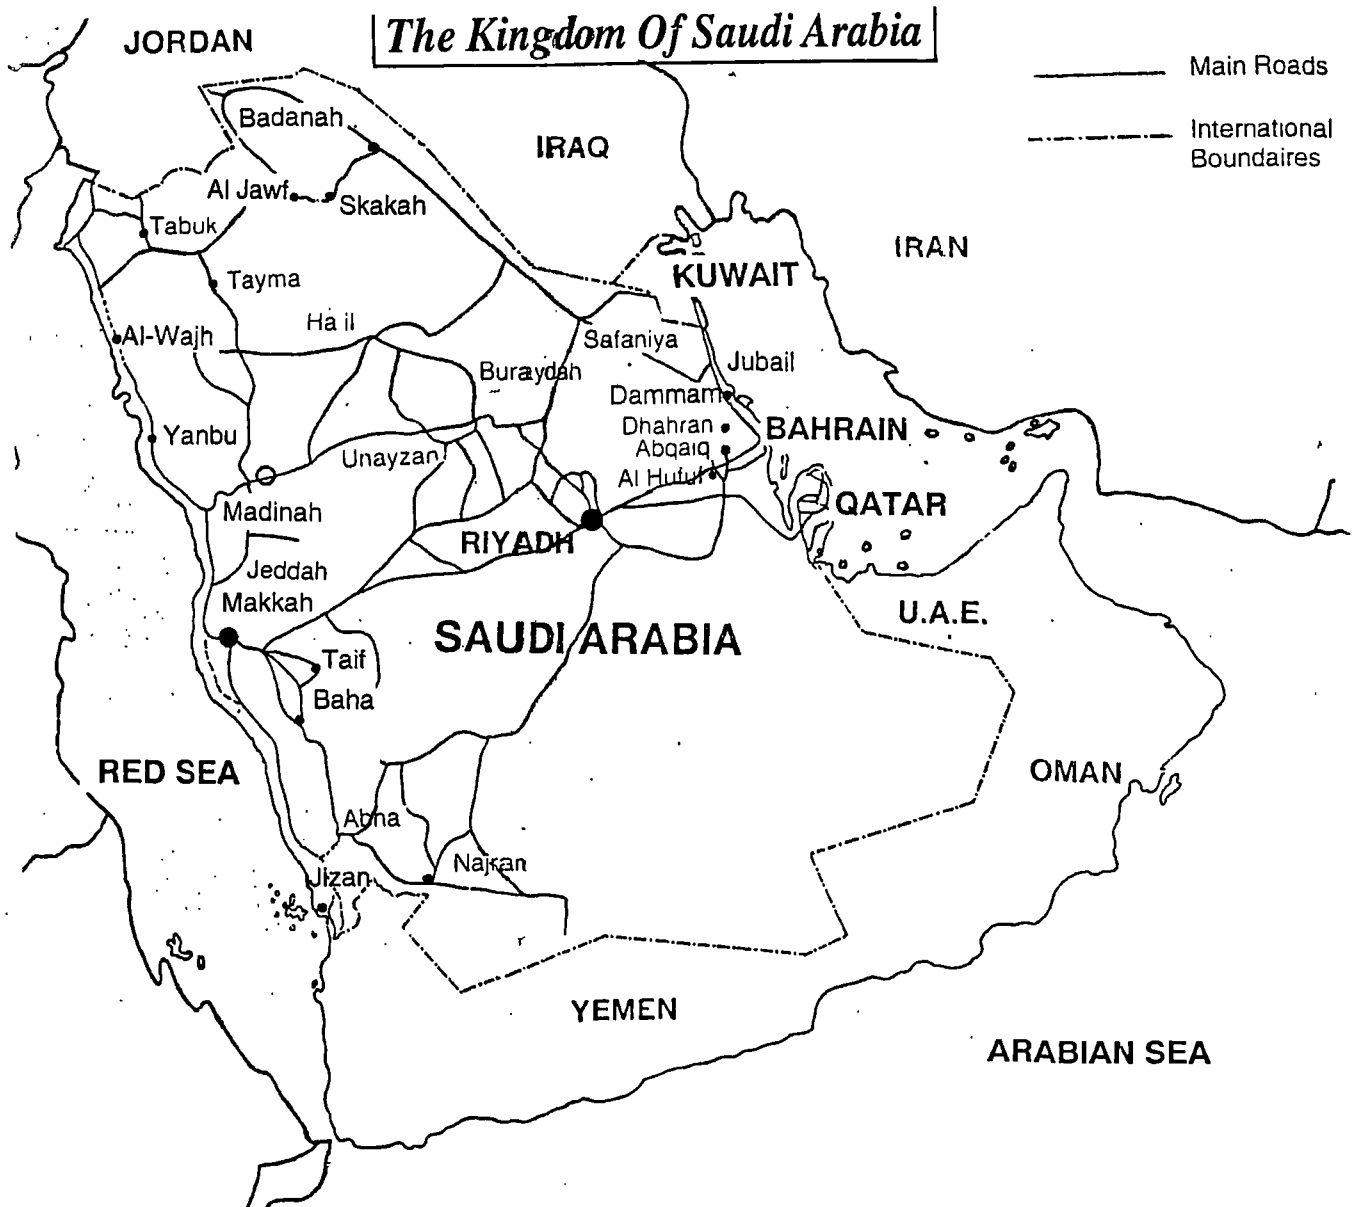 The Kingdom Of Saudi Arabia
JORDAN
Main Roads
International
Boundaires
Badanah
IRAQ
Al Jawf
Skakah
Tabuk
IRAN
KUWAIT
Tayma
Ha il
Al-Wajh
Safaniya
Jubail
Buraydah
Dammam
Dhahran
BAHRAIN
Yanbu
Unayzan
Abqaiq
Al Hufuf
Madinah
QATAR
RIYADH
Jeddah
Makkah
U.A.E.
SAUDI ARABIA
Taif
Baha
RED SEA
OMAN
Abha
Najran
Jizan
YEMEN
ARABIAN SEA